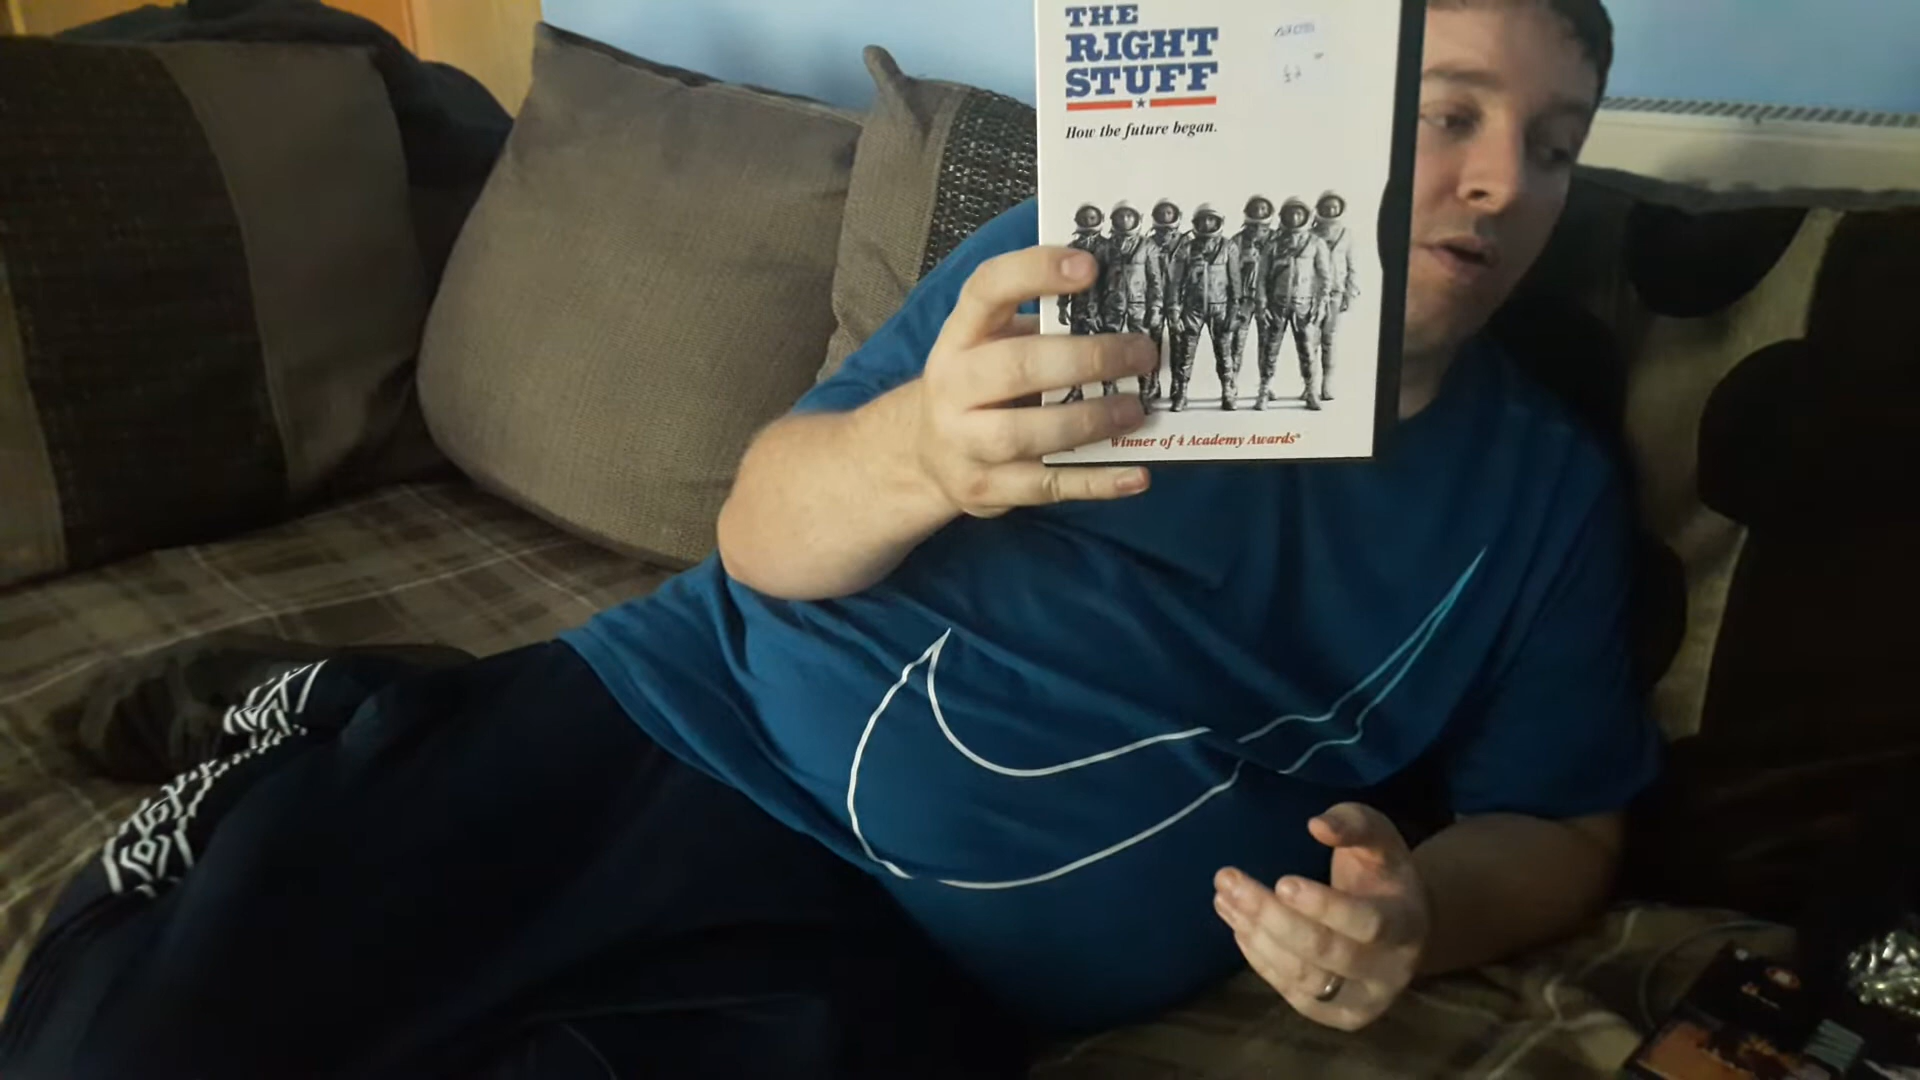 THE
RIGHT
STUFF
How the future began.
Winner of 4 Academy Awards®